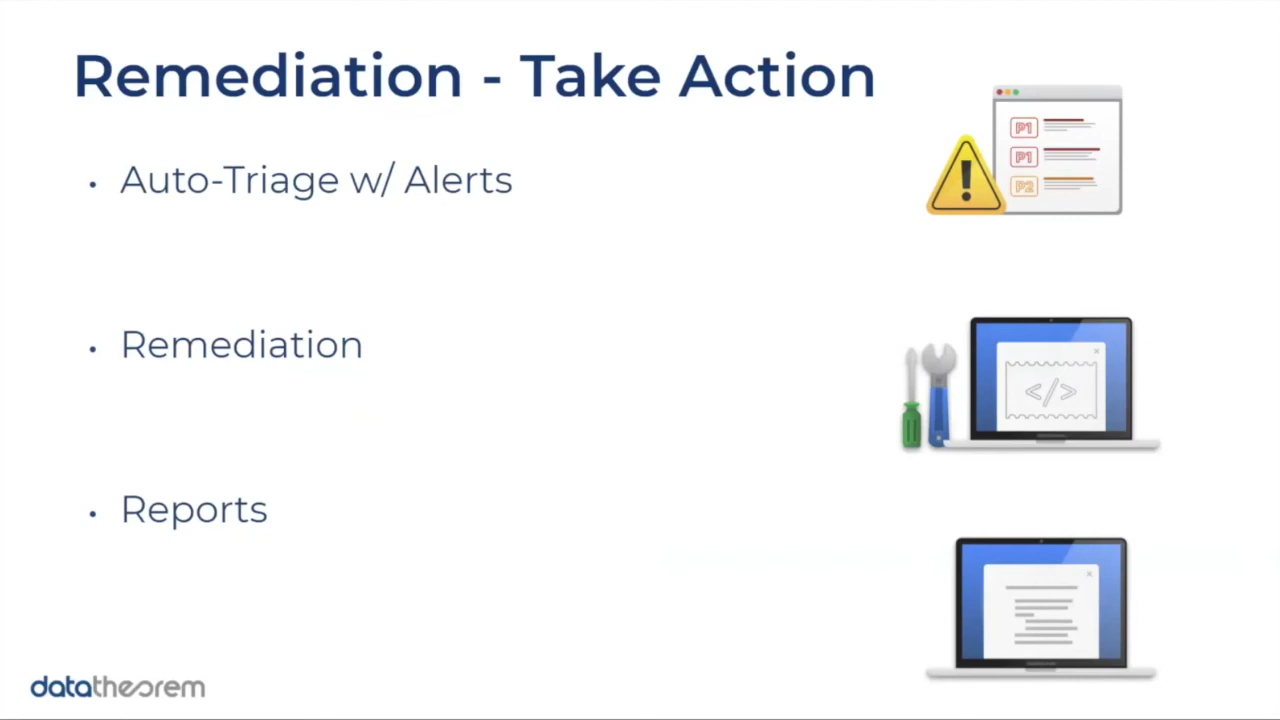 Remediation - Take Action
• Auto-Triage w/ Alerts
P1
P1
P2
• Remediation
</>
• Reports
datatheorem